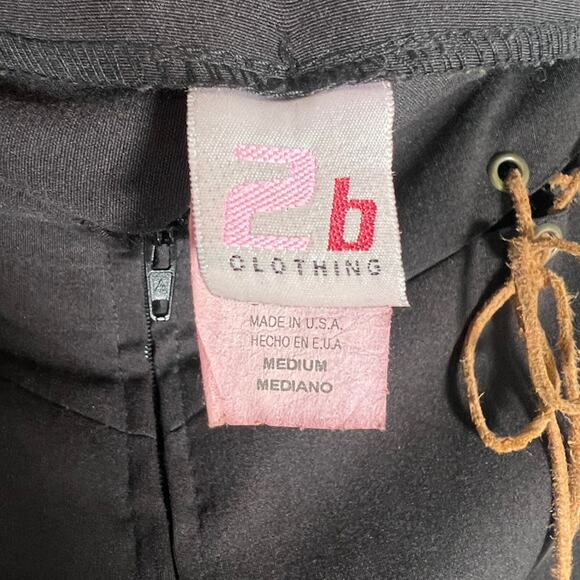 2b
CLOTHING
MADE IN U.S.A.
HECHO EN E.U.A
MEDIUM
MEDIANO